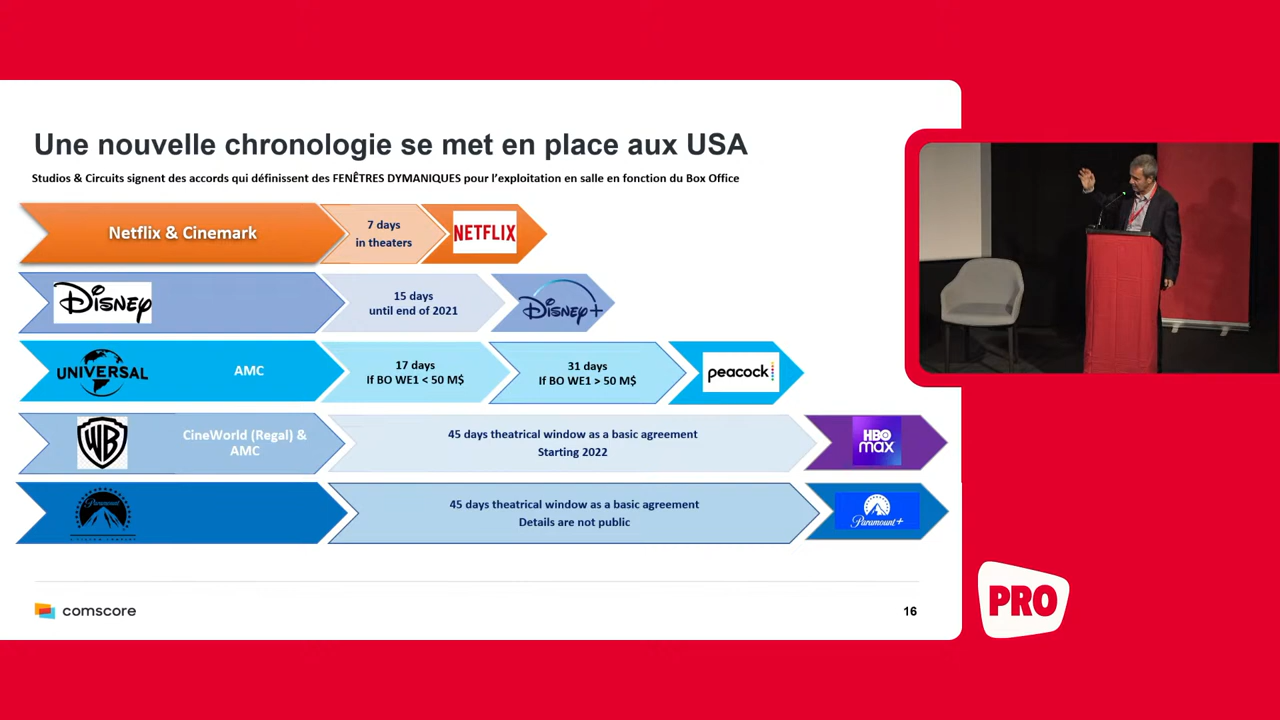 Une nouvelle chronologie se met en place aux USA
Studios & Circuits signent des accords qui définissent des FENÊTRES DYMANIQUES pour l'exploitation en salle en fonction du Box Office
Netflix & Cinemark
7 days
in theaters
NETFLIX
Disney
15 days
until end of 2021
Disney+
UNIVERSAL
AMC
17 days
If BO WE1 < 50 M$
31 days
If BO WE1 > 50 M$
peacock
WB
CineWorld (Regal) &
AMC
45 days theatrical window as a basic agreement
Starting 2022
HBO
max
Paramount
45 days theatrical window as a basic agreement
Details are not public
Paramount+
comscore
16
PRO